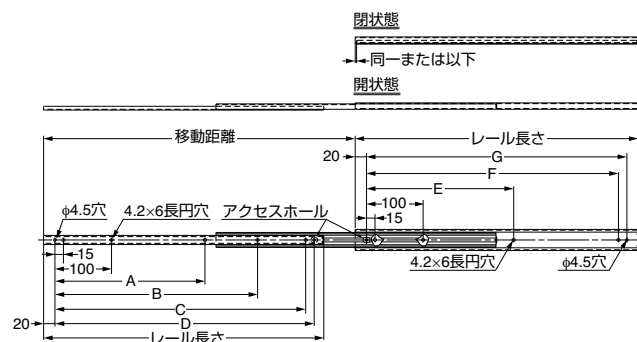 閉状態
同一または以下
開状態
移動距離
レール長さ
20
G
F
E
100
15
φ4.5穴
4.2×6長円穴
アクセスホール
15
100
A
B
C
D
20
レール長さ
4.2×6長円穴
φ4.5穴